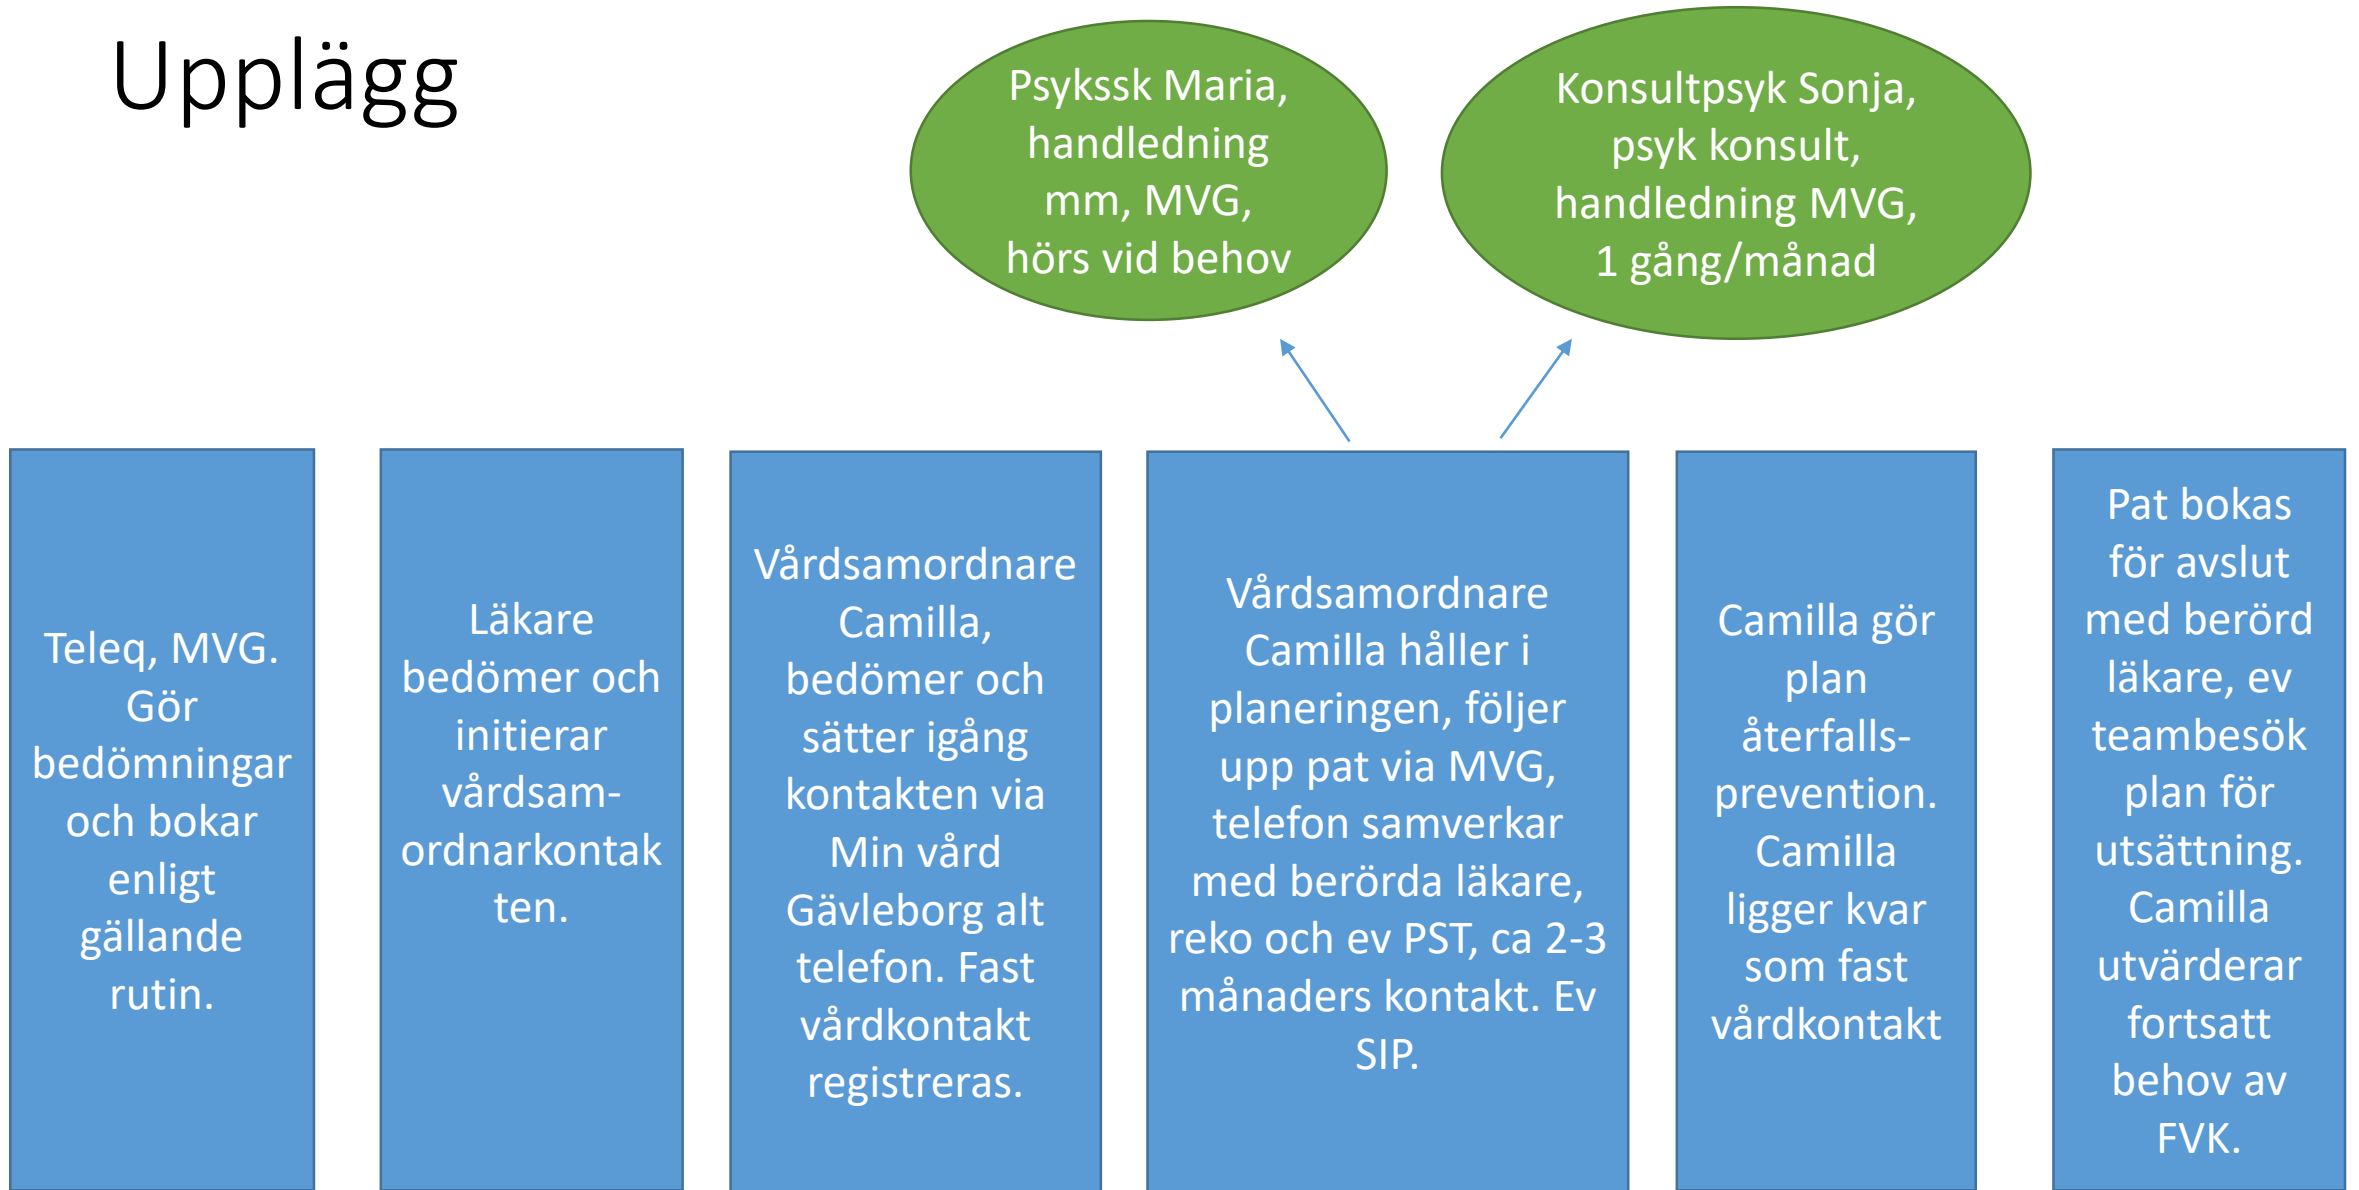 Upplägg
Psykssk Maria,
handledning
mm, MVG,
hörs vid behov
Konsultpsyk Sonja,
psyk konsult,
handledning MVG,
1 gång/månad
Teleq, MVG.
Gör
bedömningar
och bokar
enligt
gällande
rutin.
Läkare
bedömer och
initierar
vårdsam-
ordnarkontak
ten.
Vårdsamordnare
Camilla,
bedömer och
sätter igång
kontakten via
Min vård
Gävleborg alt
telefon. Fast
vårdkontakt
registreras.
Vårdsamordnare
Camilla håller i
planeringen, följer
upp pat via MVG,
telefon samverkar
med berörda läkare,
reko och ev PST, ca 2-3
månaders kontakt. Ev
SIP.
Camilla gör
plan
återfalls-
prevention.
Camilla
ligger kvar
som fast
vårdkontakt
Pat bokas
för avslut
med berörd
läkare, ev
teambesök
plan för
utsättning.
Camilla
utvärderar
fortsatt
behov av
FVK.